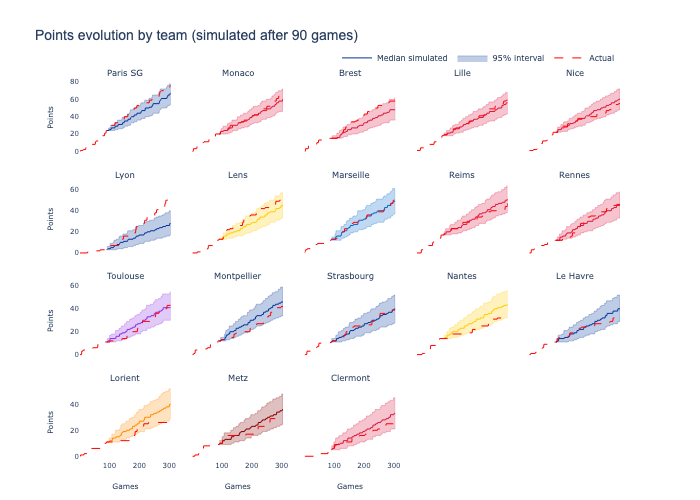 Points evolution by team (simulated after 90 games)
Median simulated 95% interval Actual
Paris SG Monaco Brest Lille Nice
80
60
Points
40
20
0
Lyon Lens Marseille Reims Rennes
60
Points
40
20
0
Toulouse Montpellier Strasbourg Nantes Le Havre
60
Points
40
20
0
Lorient Metz Clermont
40
Points
20
0
100 200 300 100 200 300 100 200 300
Games Games Games